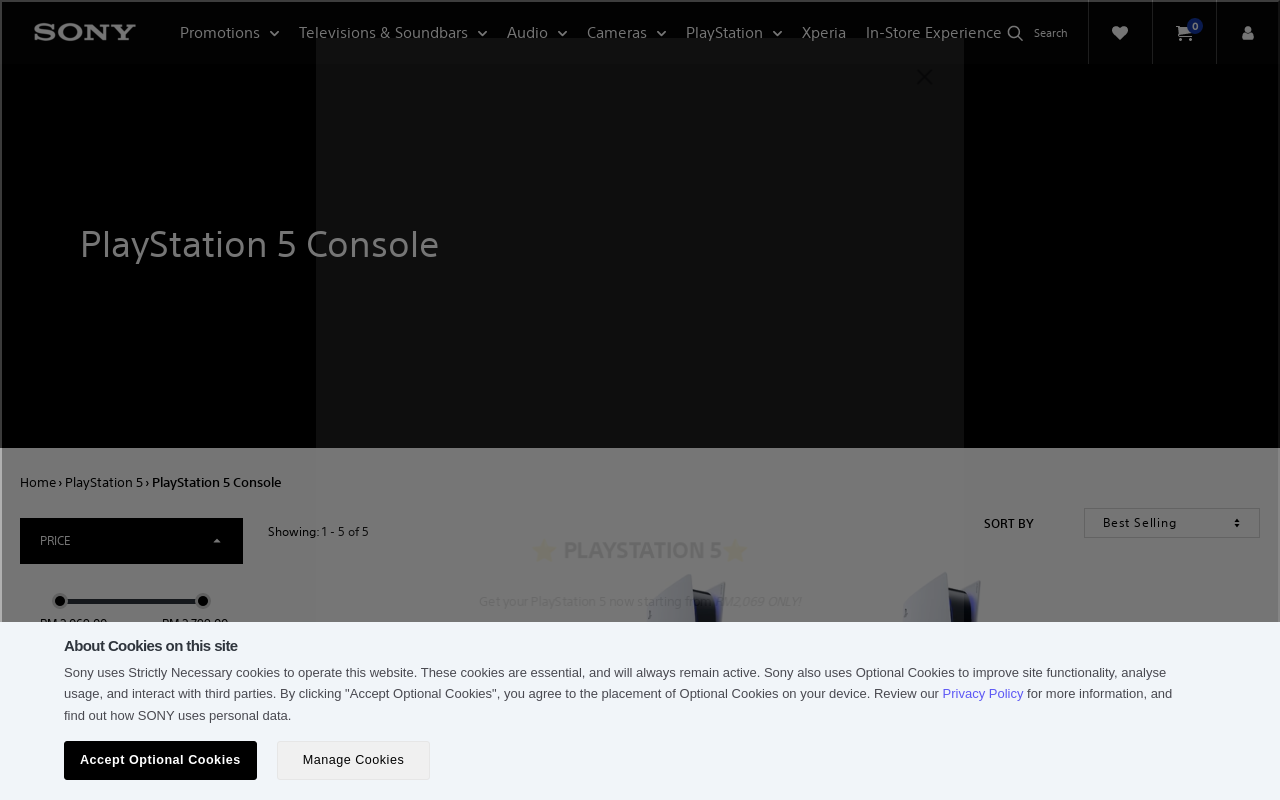 SONY
Promotions
Televisions & Soundbars
Audio
Cameras
PlayStation
Xperia
In-Store Experience
Search
0
PlayStation 5 Console
Home › PlayStation 5 › PlayStation 5 Console
PRICE
Showing: 1 - 5 of 5
SORT BY
Best Selling
PLAYSTATION 5
Get your PlayStation 5 now starting from RM2,069 ONLY!
RM 2,069.00
RM 2,799.00
About Cookies on this site
Sony uses Strictly Necessary cookies to operate this website. These cookies are essential, and will always remain active. Sony also uses Optional Cookies to improve site functionality, analyse
usage, and interact with third parties. By clicking "Accept Optional Cookies", you agree to the placement of Optional Cookies on your device. Review our Privacy Policy for more information, and
find out how SONY uses personal data.
Accept Optional Cookies
Manage Cookies